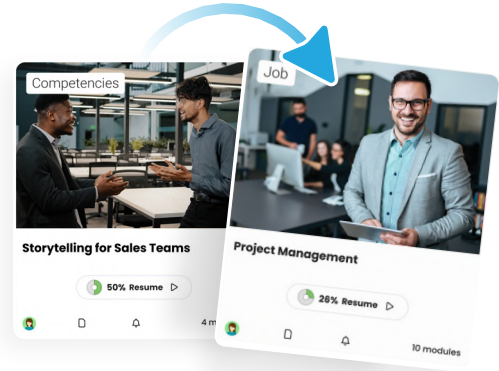 Competencies
Storytelling for Sales Teams
50% Resume
4 m
Job
Project Management
26% Resume
10 modules